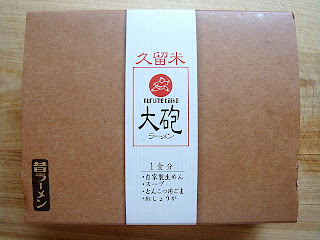 久留米
kurume taiho
大砲
ラーメン
1食分
・自家製生めん
・スープ
・とんこつ用ごま
・紅しょうが
昔ラーメン